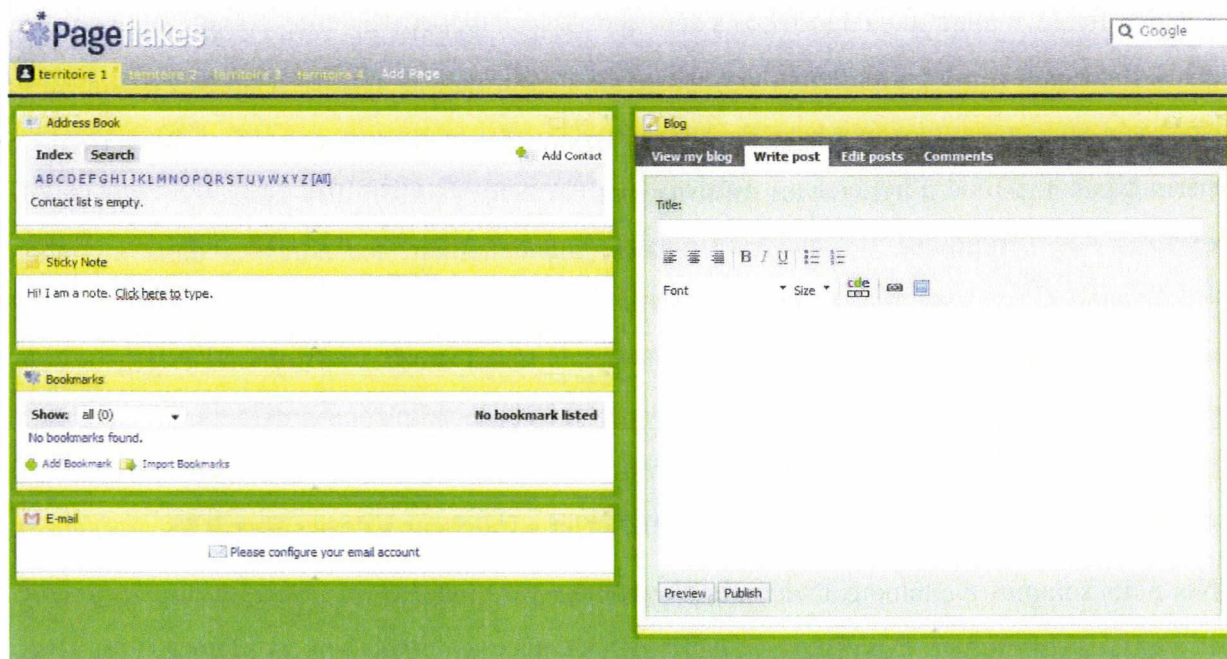 Pageflakes
Google
territoire 1 territoire 2 territoire 3 territoire 4 Add Page
Address Book
Index Search
Add Contact
A B C D E F G H I J K L M N O P Q R S T U V W X Y Z [All]
Contact list is empty.
Sticky Note
Hi! I am a note. Click here to type.
Bookmarks
Show: all (0)
No bookmark listed
No bookmarks found.
Add Bookmark Import Bookmarks
E-mail
Please configure your email account
Blog
View my blog Write post Edit posts Comments
Title:
B I U
Font Size
Preview Publish